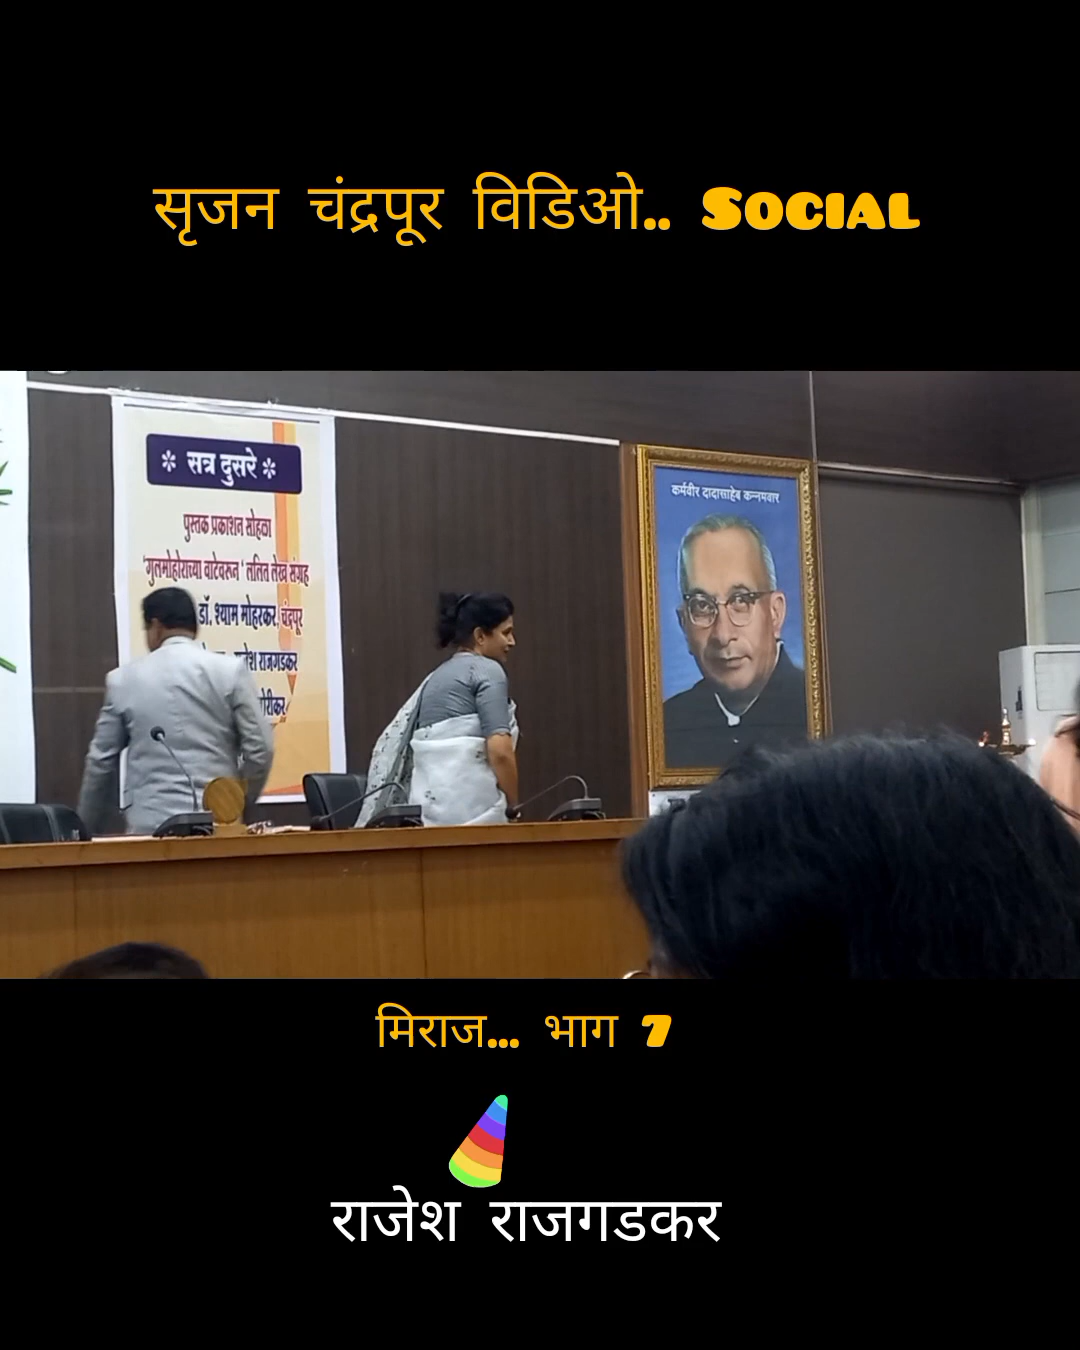 सृजन चंद्रपूर विडिओ.. SOCIAL
सत्र दुसरे
पुस्तक प्रकाशन सोहळा
'गुलमोहोराच्या वाटेवरून' ललित लेख संग्रह
डॉ. श्याम मोहरकर, चंद्रपूर
राजगडकर
कर्मवीर दादासाहेब कन्नमवार
मिराज... भाग 7
राजेश राजगडकर